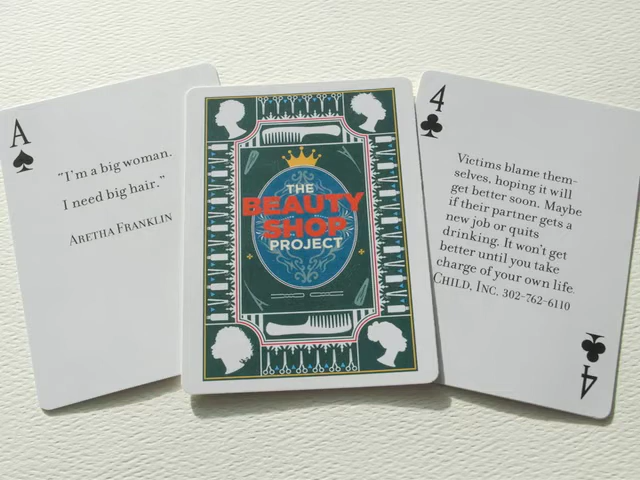 A
"I'm a big woman.
I need big hair."
ARETHA FRANKLIN
THE
BEAUTY
SHOP
PROJECT
4
Victims blame them-
selves, hoping it will
get better soon. Maybe
if their partner gets a
new job or quits
drinking. It won't get
better until you take
charge of your own life.
CHILD, INC. 302-762-6110
4